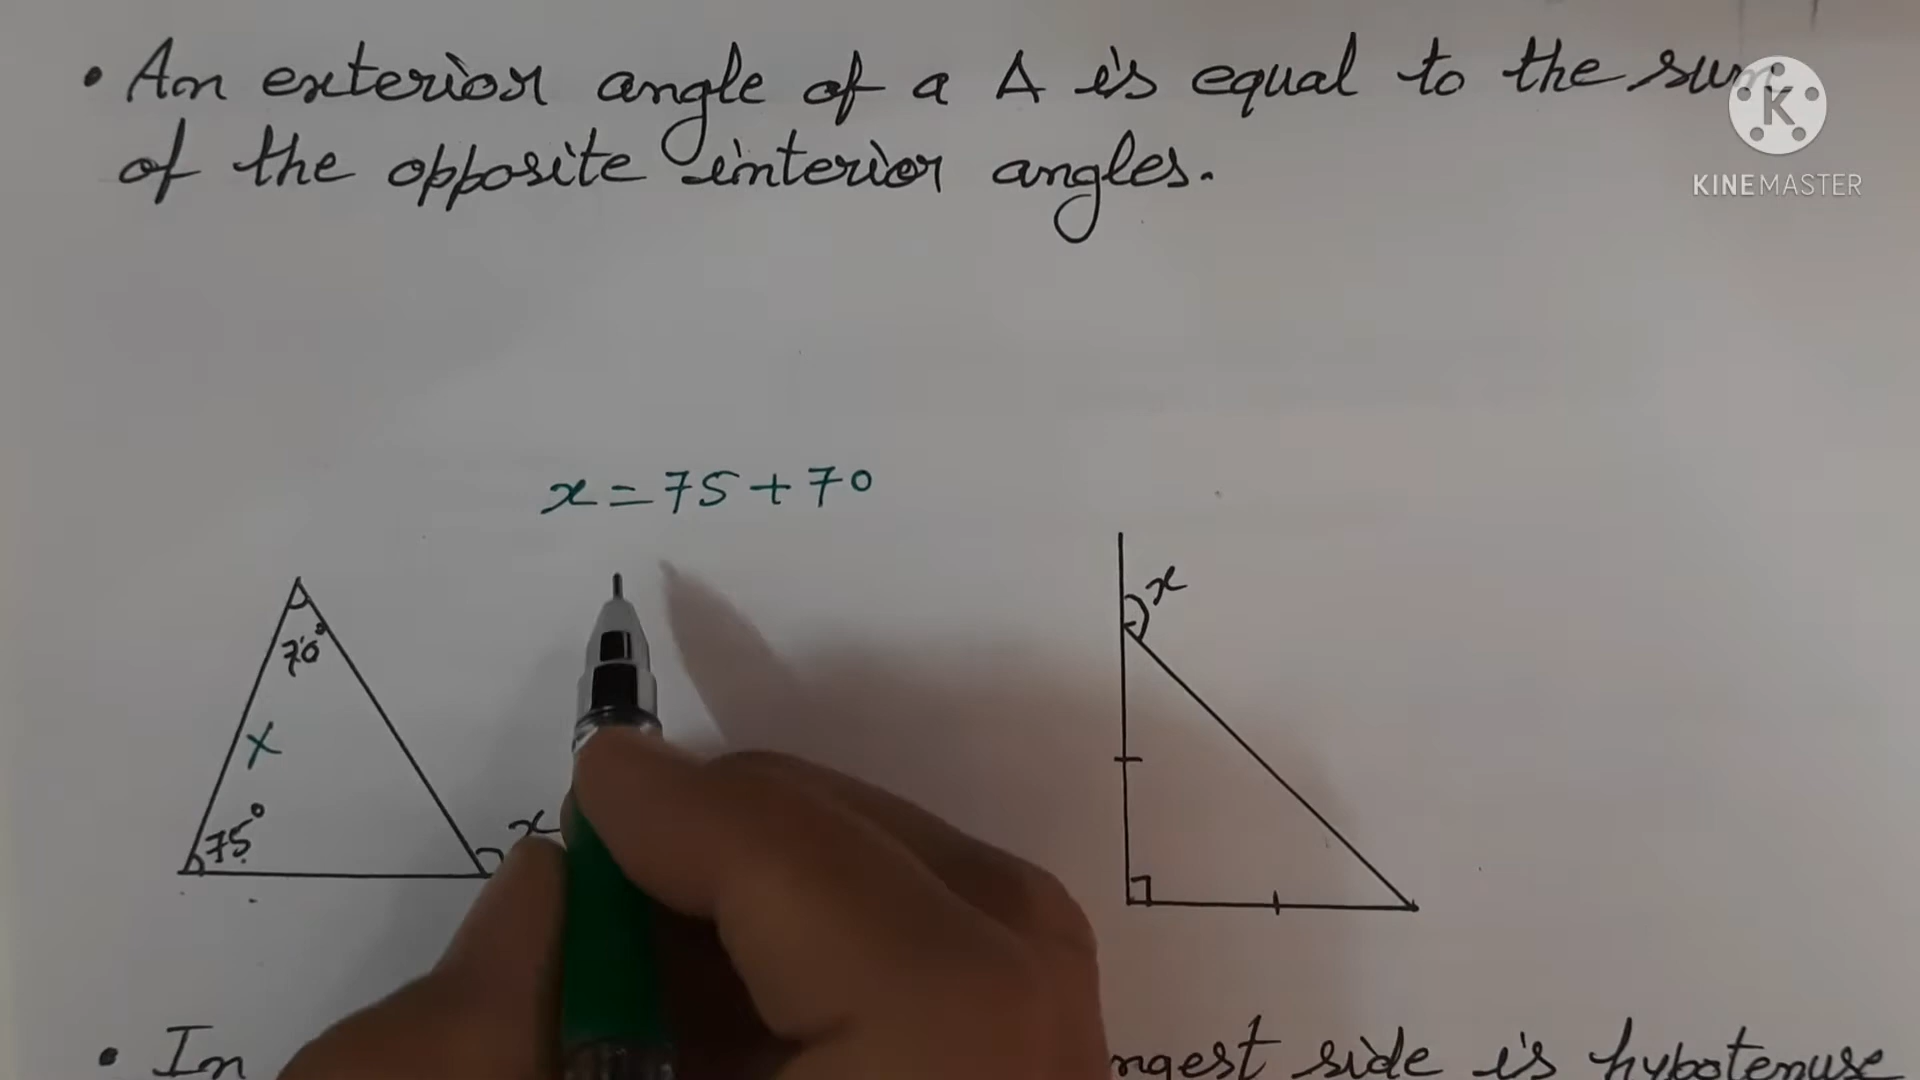 • An exterior angle of a Δ is equal to the sum
of the opposite interior angles.
KINEMASTER
x = 75 + 70
70°
x
75°
x
x
• In
side is hypotenuse